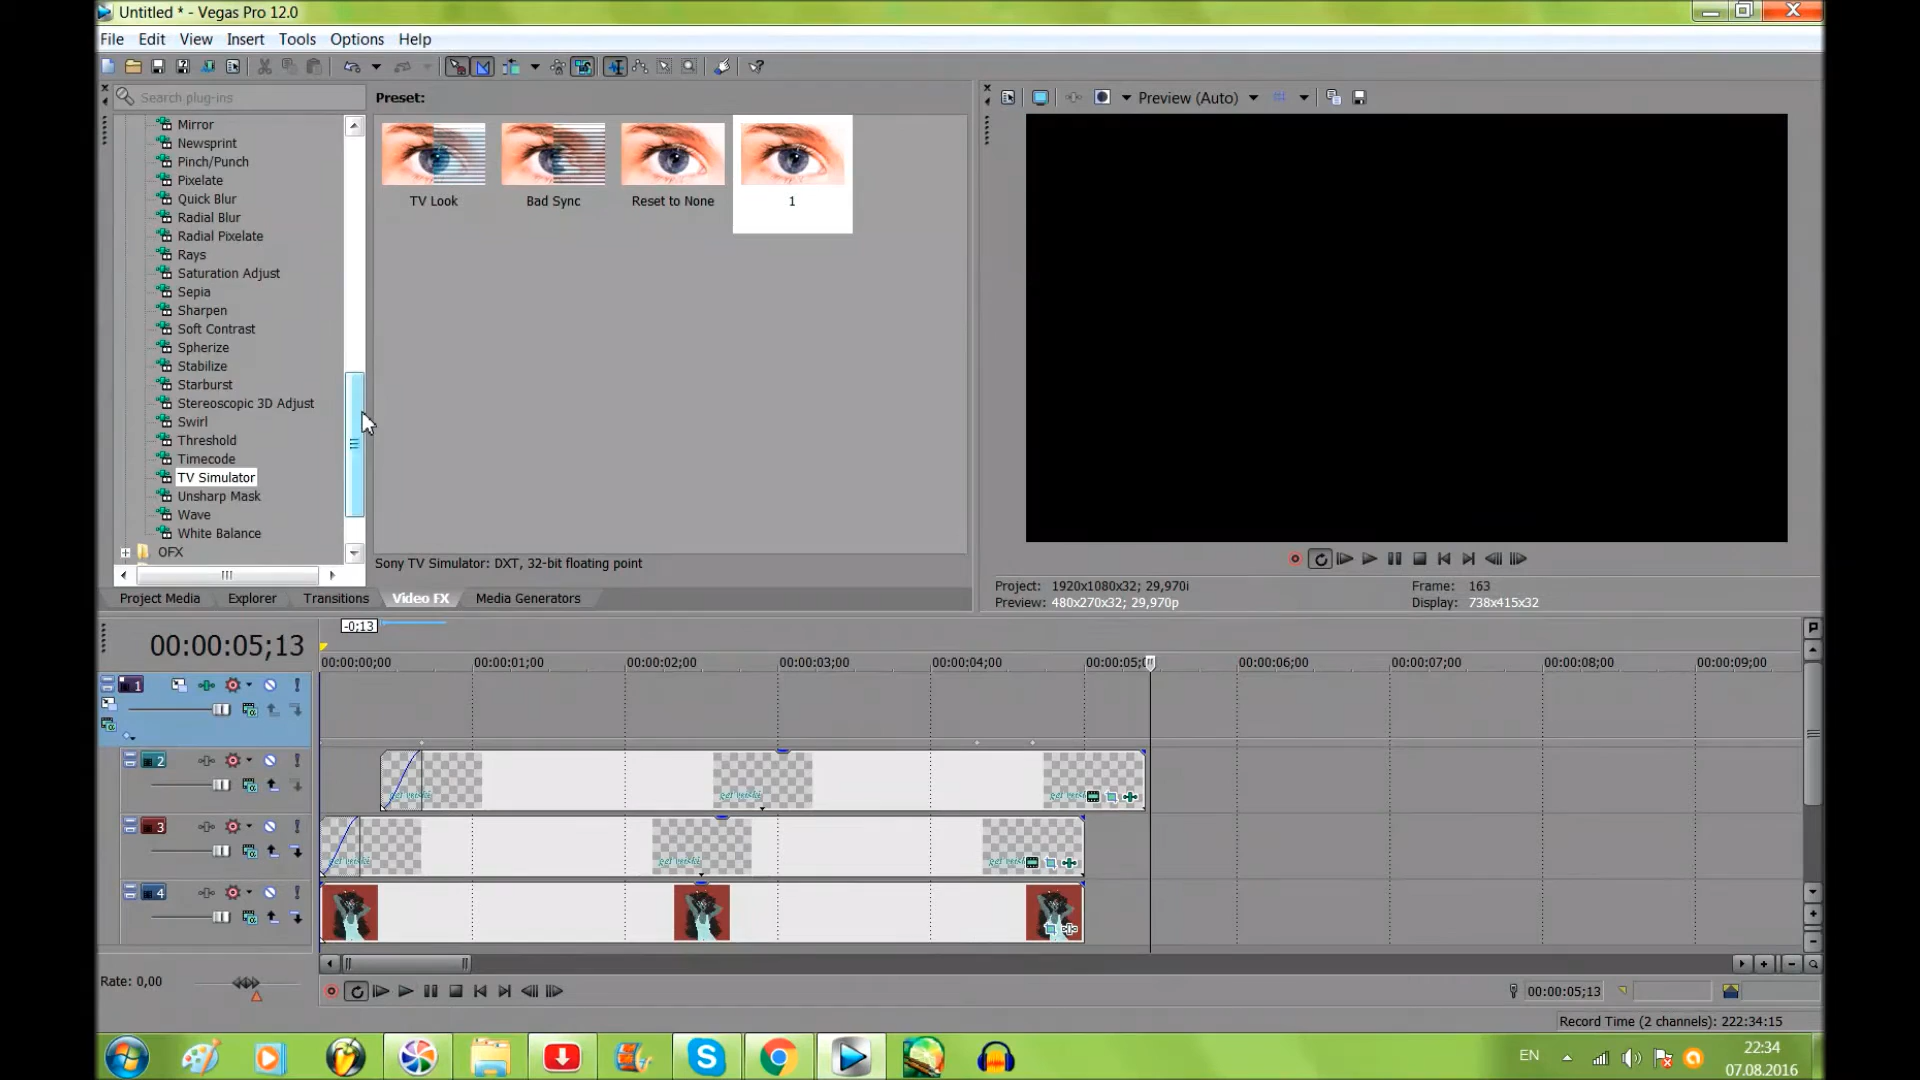 Untitled * - Vegas Pro 12.0
File Edit View Insert Tools Options Help
Search plug-ins
Preset:
Preview (Auto)
Mirror
Newsprint
Pinch/Punch
Pixelate
Quick Blur
Radial Blur
Radial Pixelate
Rays
Saturation Adjust
Sepia
Sharpen
Soft Contrast
Spherize
Stabilize
Starburst
Stereoscopic 3D Adjust
Swirl
Threshold
Timecode
TV Simulator
Unsharp Mask
Wave
White Balance
OFX
TV Look
Bad Sync
Reset to None
1
Sony TV Simulator: DXT, 32-bit floating point
Project Media Explorer Transitions Video FX Media Generators
Project: 1920x1080x32; 29,970i
Preview: 480x270x32; 29,970p
Frame: 163
Display: 738x415x32
-0;13
00:00:05;13
00:00:00;00 00:00:01;00 00:00:02;00 00:00:03;00 00:00:04;00 00:00:05;( 00:00:06;00 00:00:07;00 00:00:08;00 00:00:09;00
1
2
3
4
Rate: 0,00
00:00:05;13
Record Time (2 channels): 222:34:15
EN
22:34
07.08.2016